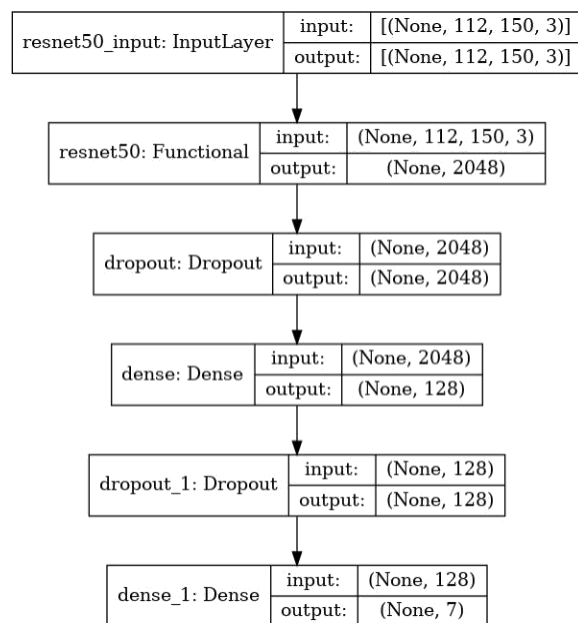 resnet50_input: InputLayer
input:
[(None, 112, 150, 3)]
output:
[(None, 112, 150, 3)]
resnet50: Functional
input:
(None, 112, 150, 3)
output:
(None, 2048)
dropout: Dropout
input:
(None, 2048)
output:
(None, 2048)
dense: Dense
input:
(None, 2048)
output:
(None, 128)
dropout_1: Dropout
input:
(None, 128)
output:
(None, 128)
dense_1: Dense
input:
(None, 128)
output:
(None, 7)